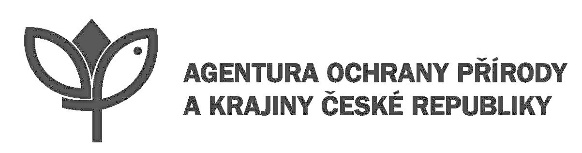 AGENTURA OCHRANY PŘÍRODY
A KRAJINY ČESKÉ REPUBLIKY